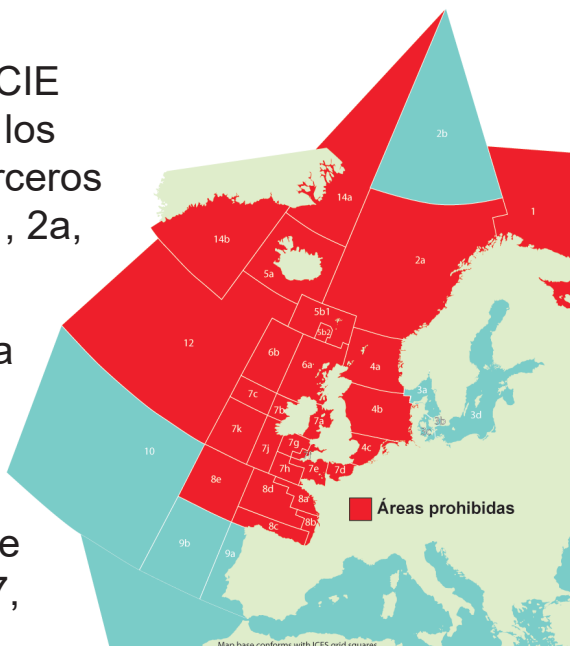 CIE
los
rceros
, 2a,
a
e
7,
2b
1
14a
14b
2a
5a
5b1
5b2
12
6b
6a
4a
7c
7b
3a
4b
3d
3b
7k
7j
7g
4c
10
7h
7e
7d
8e
8d
8a
8b
8c
9b
9a
Áreas prohibidas
Map base conforms with ICES grid squares